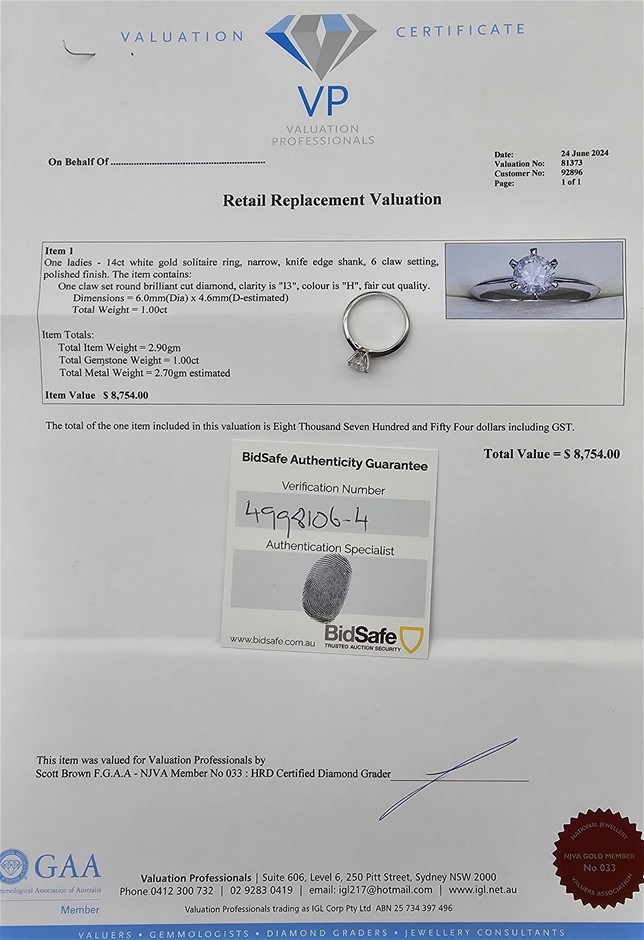 VALUATION CERTIFICATE
VP
VALUATION
PROFESSIONALS
On Behalf Of
Date: 24 June 2024
Valuation No: 81373
Customer No: 92896
Page: 1 of 1
Retail Replacement Valuation
Item 1
One ladies - 14ct white gold solitaire ring, narrow, knife edge shank, 6 claw setting,
polished finish. The item contains:
One claw set round brilliant cut diamond, clarity is "I3", colour is "H", fair cut quality.
Dimensions = 6.0mm(Dia) x 4.6mm(D-estimated)
Total Weight = 1.00ct
Item Totals:
Total Item Weight = 2.90gm
Total Gemstone Weight = 1.00ct
Total Metal Weight = 2.70gm estimated
Item Value $ 8,754.00
The total of the one item included in this valuation is Eight Thousand Seven Hundred and Fifty Four dollars including GST.
Total Value = $ 8,754.00
BidSafe Authenticity Guarantee
Verification Number
4998106-4
Authentication Specialist
www.bidsafe.com.au
BidSafe
TRUSTED AUCTION SECURITY
This item was valued for Valuation Professionals by
Scott Brown F.G.A.A - NJVA Member No 033 : HRD Certified Diamond Grader
GAA
Association of Australia
Member
Valuation Professionals | Suite 606, Level 6, 250 Pitt Street, Sydney NSW 2000
Phone 0412 300 732 | 02 9283 0419 | email: igl217@hotmail.com | www.igl.net.au
Valuation Professionals trading as IGL Corp Pty Ltd ABN 25 734 397 496
NATIONAL JEWELLERY
NJVA GOLD MEMBER
No 033
VALUERS ASSOCIATION
VALUERS • GEMMOLOGISTS • DIAMOND GRADERS • JEWELLERY CONSULTANTS